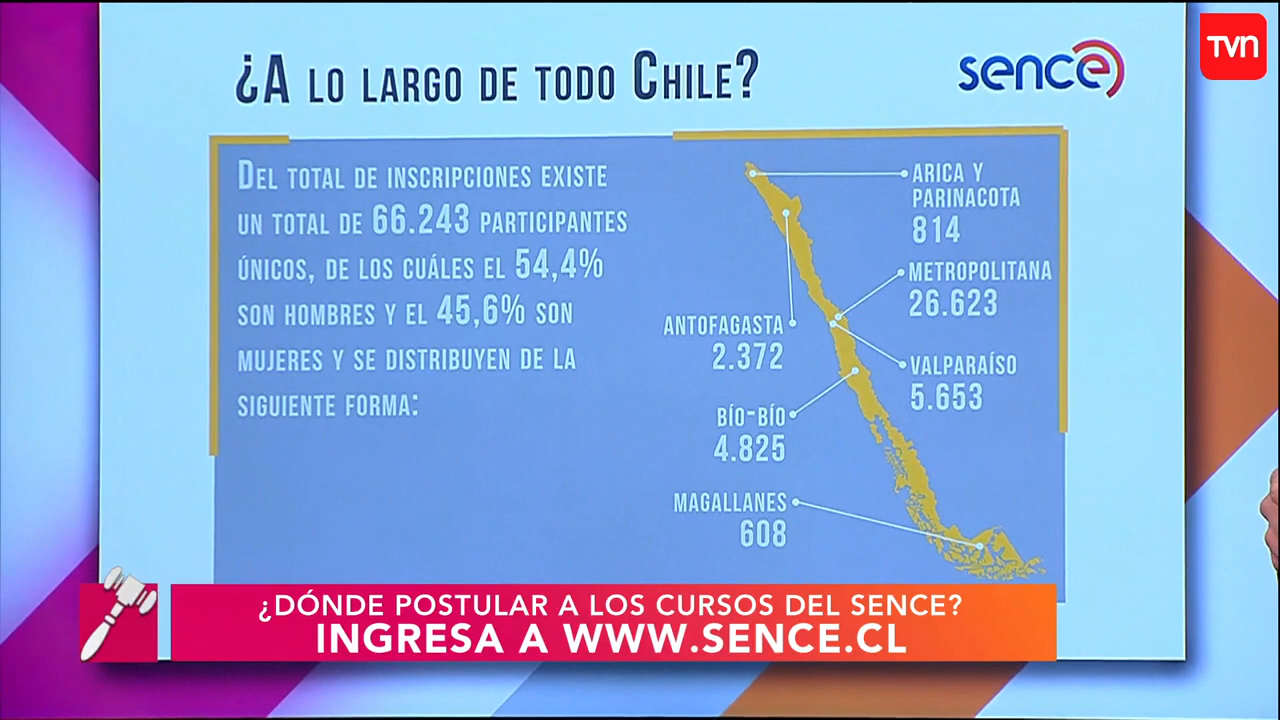 TVN
¿A LO LARGO DE TODO CHILE?
sence
DEL TOTAL DE INSCRIPCIONES EXISTE
UN TOTAL DE 66.243 PARTICIPANTES
ÚNICOS, DE LOS CUÁLES EL 54,4%
SON HOMBRES Y EL 45,6% SON
MUJERES Y SE DISTRIBUYEN DE LA
SIGUIENTE FORMA:
ARICA Y
PARINACOTA
814
METROPOLITANA
26.623
ANTOFAGASTA
2.372
VALPARAÍSO
5.653
BÍO-BÍO
4.825
MAGALLANES
608
¿DÓNDE POSTULAR A LOS CURSOS DEL SENCE?
INGRESA A WWW.SENCE.CL